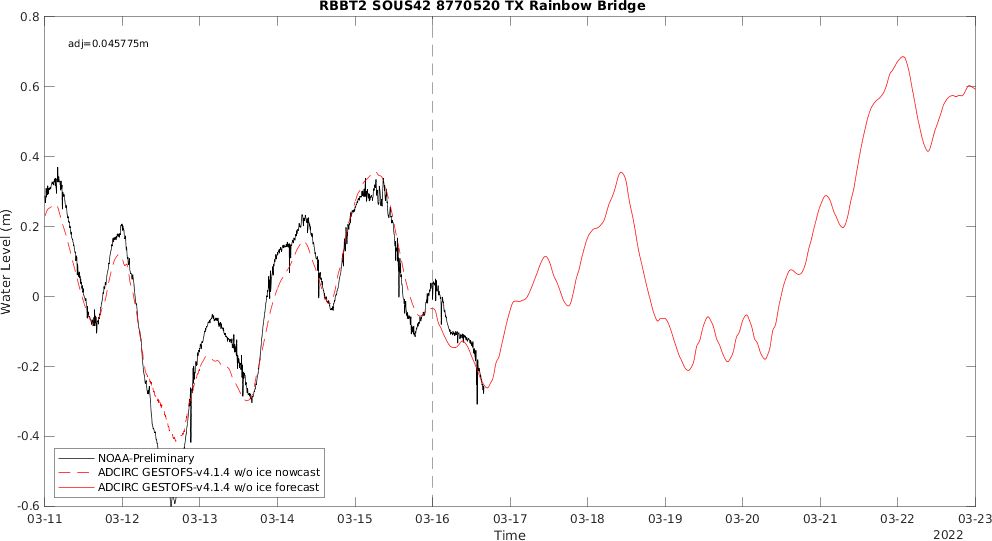 RBBT2 SOUS42 8770520 TX Rainbow Bridge
adj=0.045775m
0.8
0.6
0.4
0.2
0
-0.2
-0.4
-0.6
Water Level (m)
NOAA-Preliminary
ADCIRC GESTOFS-v4.1.4 w/o ice nowcast
ADCIRC GESTOFS-v4.1.4 w/o ice forecast
03-11 03-12 03-13 03-14 03-15 03-16 03-17 03-18 03-19 03-20 03-21 03-22 03-23
Time
2022